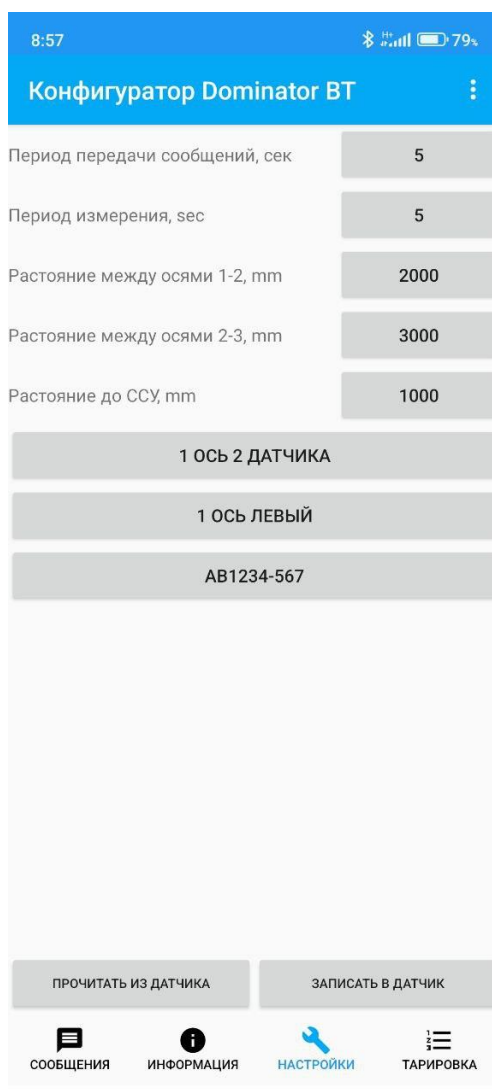 8:57 H+ 79%
Конфигуратор Dominator BT
Период передачи сообщений, сек 5
Период измерения, sec 5
Растояние между осями 1-2, mm 2000
Растояние между осями 2-3, mm 3000
Растояние до ССУ, mm 1000
1 ОСЬ 2 ДАТЧИКА
1 ОСЬ ЛЕВЫЙ
AB1234-567
ПРОЧИТАТЬ ИЗ ДАТЧИКА ЗАПИСАТЬ В ДАТЧИК
СООБЩЕНИЯ ИНФОРМАЦИЯ НАСТРОЙКИ ТАРИРОВКА